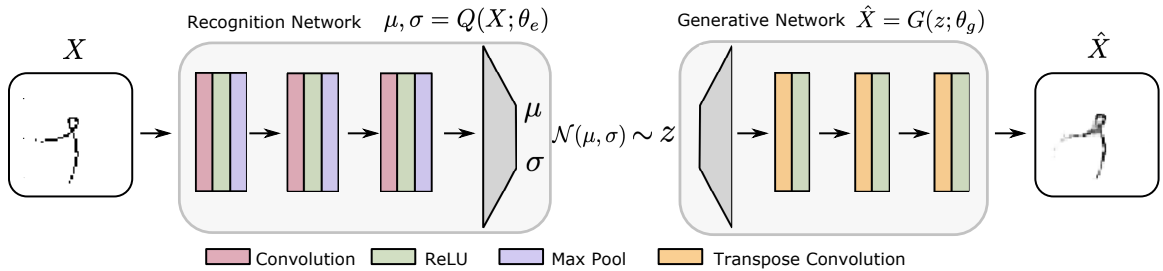 Recognition Network μ, σ = Q(X; θ_e)
Generative Network X̂ = G(z; θ_g)
X
X̂
μ
σ
𝒩(μ, σ) ~ z
Convolution
ReLU
Max Pool
Transpose Convolution